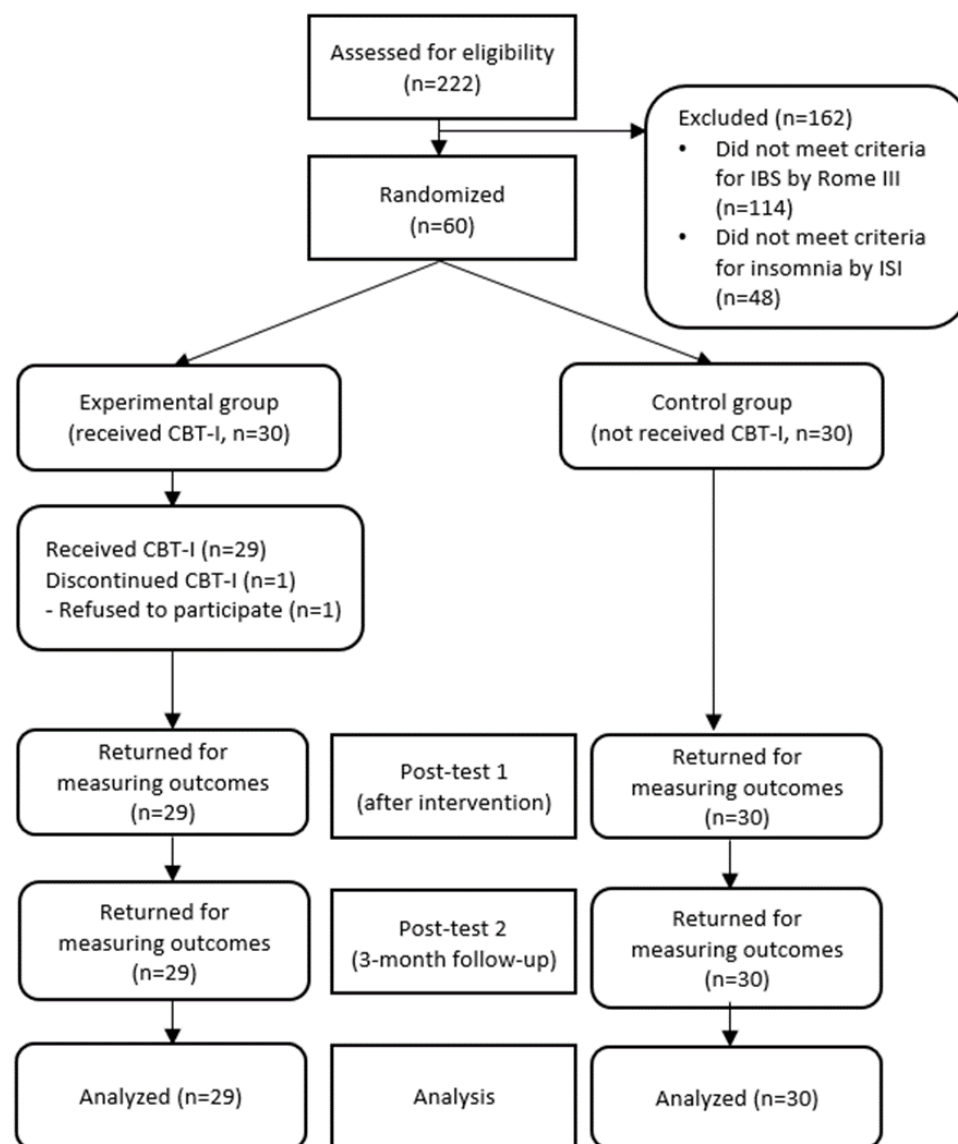 Assessed for eligibility
(n=222)
Excluded (n=162)
• Did not meet criteria
for IBS by Rome III
(n=114)
• Did not meet criteria
for insomnia by ISI
(n=48)
Randomized
(n=60)
Experimental group
(received CBT-I, n=30)
Control group
(not received CBT-I, n=30)
Received CBT-I (n=29)
Discontinued CBT-I (n=1)
- Refused to participate (n=1)
Returned for
measuring outcomes
(n=29)
Post-test 1
(after intervention)
Returned for
measuring outcomes
(n=30)
Returned for
measuring outcomes
(n=29)
Post-test 2
(3-month follow-up)
Returned for
measuring outcomes
(n=30)
Analyzed (n=29)
Analysis
Analyzed (n=30)